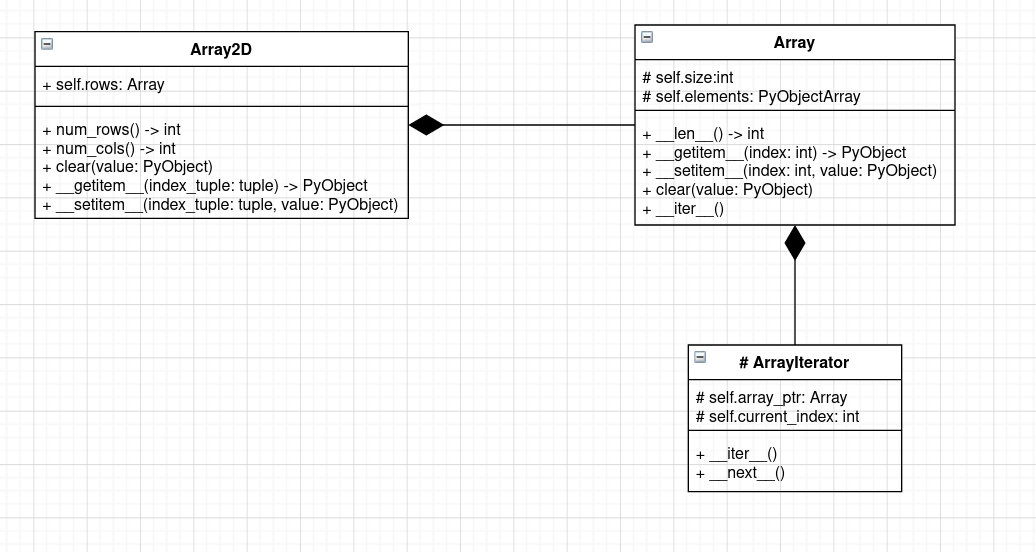 Array2D
+ self.rows: Array
+ num_rows() -> int
+ num_cols() -> int
+ clear(value: PyObject)
+ __getitem__(index_tuple: tuple) -> PyObject
+ __setitem__(index_tuple: tuple, value: PyObject)
Array
# self.size:int
# self.elements: PyObjectArray
+ __len__() -> int
+ __getitem__(index: int) -> PyObject
+ __setitem__(index: int, value: PyObject)
+ clear(value: PyObject)
+ __iter__()
# ArrayIterator
# self.array_ptr: Array
# self.current_index: int
+ __iter__()
+ __next__()